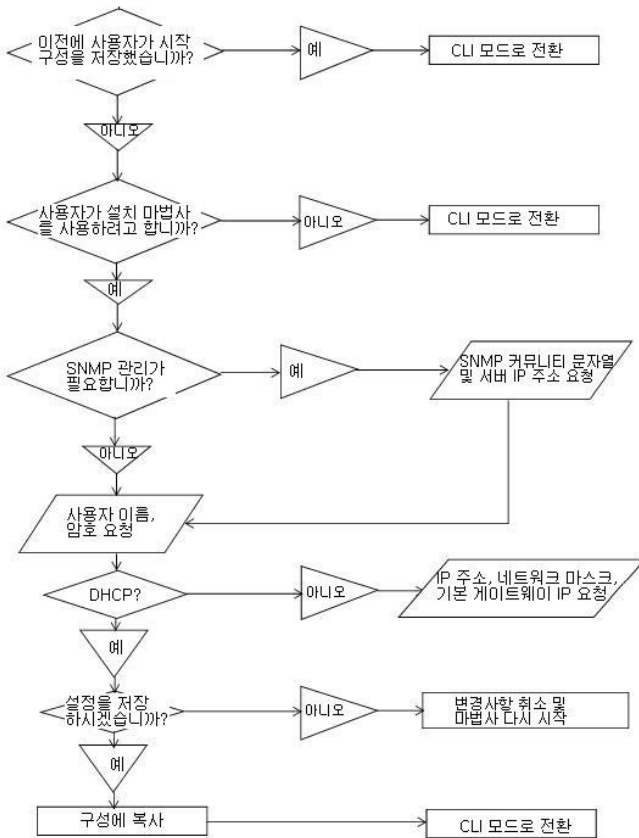 이전에 사용자가 시작
구성을 저장했습니까?
예
CLI 모드로 전환
아니오
사용자가 설치 마법사
를 사용하려고 합니까?
아니오
CLI 모드로 전환
예
SNMP 관리가
필요합니까?
예
SNMP 커뮤니티 문자열
및 서버 IP 주소 요청
아니오
사용자 이름,
암호 요청
DHCP?
아니오
IP 주소, 네트워크 마스크,
기본 게이트웨이 IP 요청
예
설정을 저장
하시겠습니까?
아니오
변경사항 취소 및
마법사 다시 시작
예
구성에 복사
CLI 모드로 전환